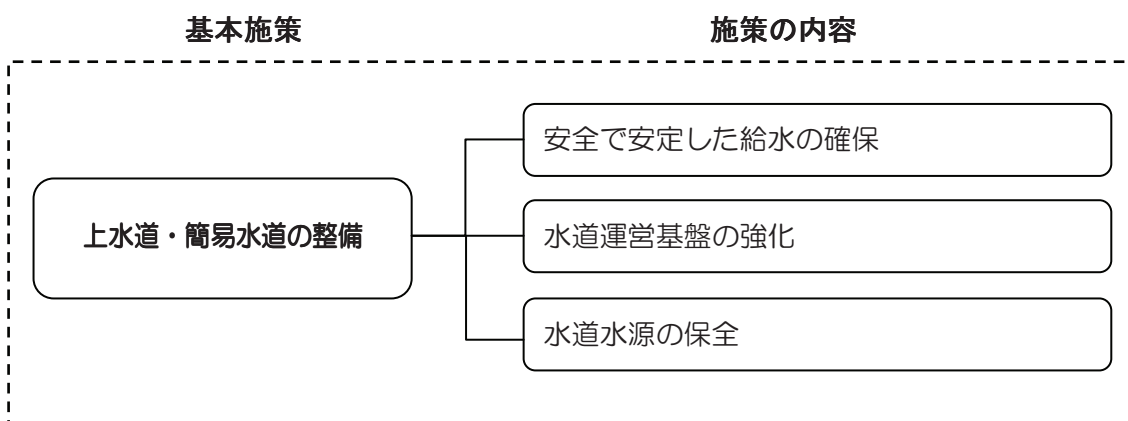 基本施策
施策の内容
上水道・簡易水道の整備
安全で安定した給水の確保
水道運営基盤の強化
水道水源の保全